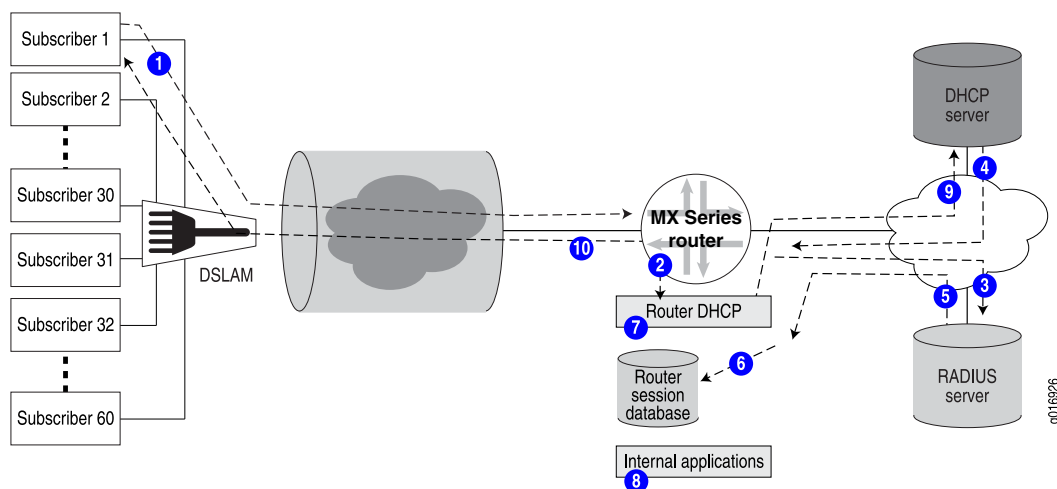 Subscriber 1
1
Subscriber 2
Subscriber 30
Subscriber 31
Subscriber 32
Subscriber 60
DSLAM
10
MX Series
router
2
Router DHCP
7
Router
session
database
6
Internal applications
8
DHCP
server
9
4
3
5
RADIUS
server
g016926